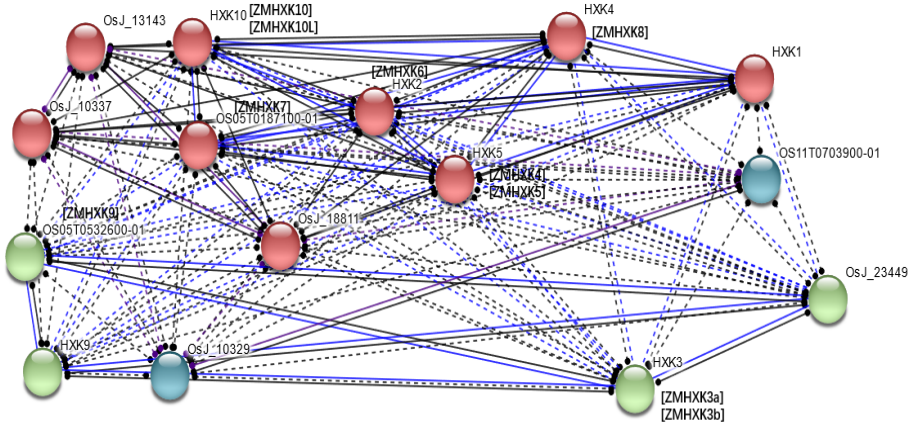 OsJ_13143
HXK10
[ZMHXK10]
[ZMHXK10L]
HXK4
[ZMHXK8]
HXK1
[ZMHXK6]
HXK2
OsJ_10337
[ZMHXK7]
OS05T0187100-01
HXK5
[ZMHXK4]
[ZMHXK5]
OS11T0703900-01
[ZMHXK9]
OS05T0532600-01
OsJ_18811
OsJ_23449
HXK9
OsJ_10329
HXK3
[ZMHXK3a]
[ZMHXK3b]